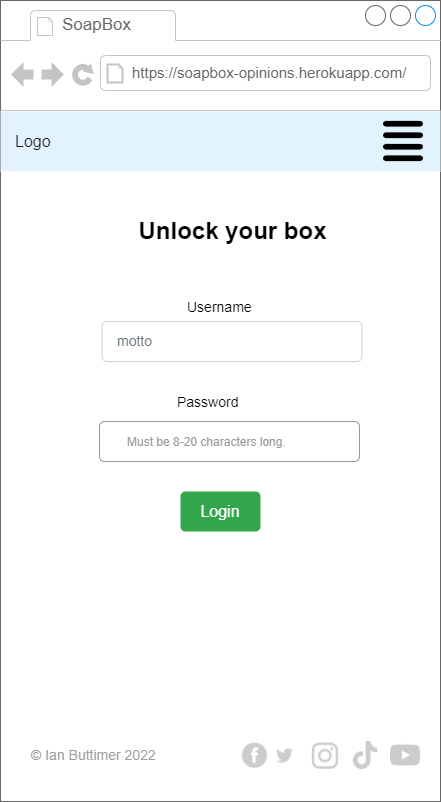 SoapBox
https://soapbox-opinions.herokuapp.com/
Logo
Unlock your box
Username
motto
Password
Must be 8-20 characters long.
Login
© Ian Buttimer 2022